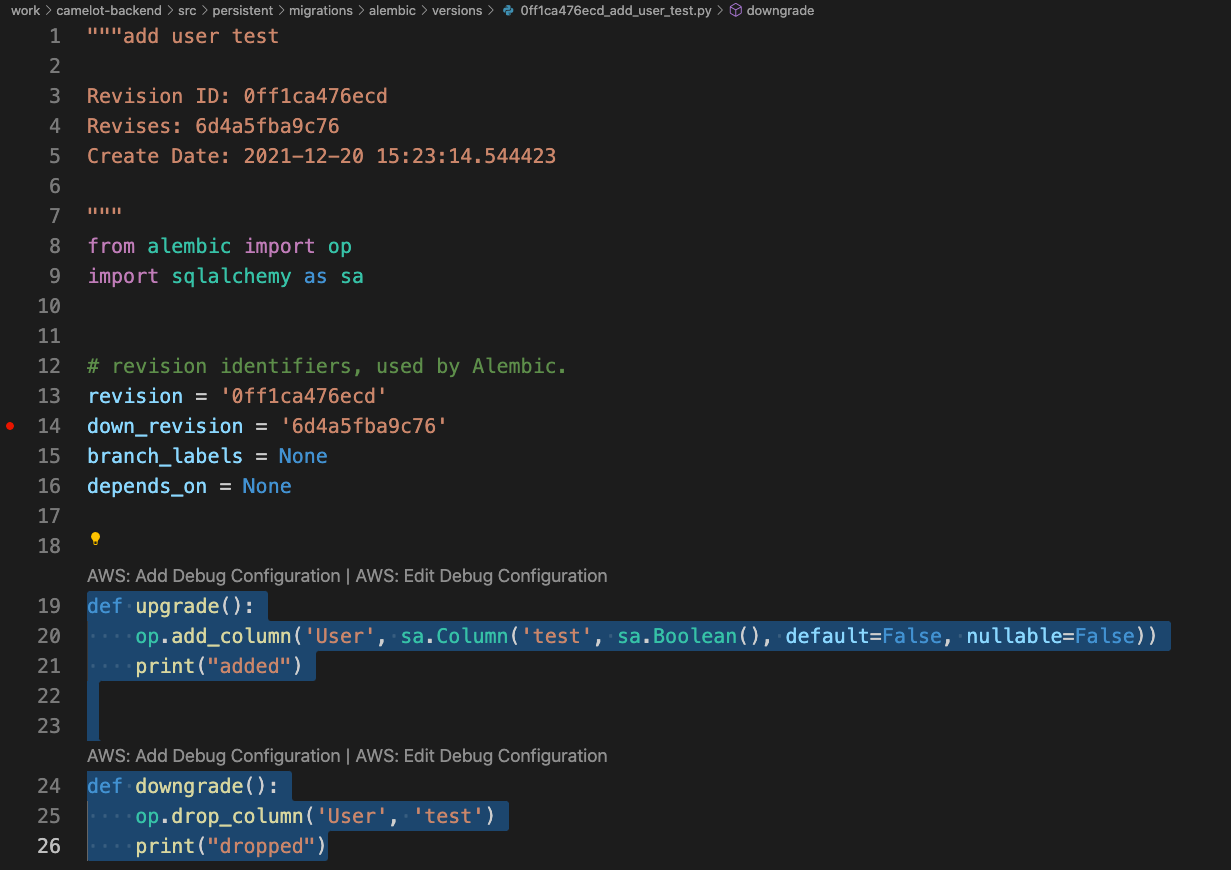 work > camelot-backend > src > persistent > migrations > alembic > versions > 0ff1ca476ecd_add_user_test.py > downgrade
1 """add user test
2
3 Revision ID: 0ff1ca476ecd
4 Revises: 6d4a5fba9c76
5 Create Date: 2021-12-20 15:23:14.544423
6
7 """
8 from alembic import op
9 import sqlalchemy as sa
10
11
12 # revision identifiers, used by Alembic.
13 revision = '0ff1ca476ecd'
14 down_revision = '6d4a5fba9c76'
15 branch_labels = None
16 depends_on = None
17
18
AWS: Add Debug Configuration | AWS: Edit Debug Configuration
19 def upgrade():
20     op.add_column('User', sa.Column('test', sa.Boolean(), default=False, nullable=False))
21     print("added")
22
23
AWS: Add Debug Configuration | AWS: Edit Debug Configuration
24 def downgrade():
25     op.drop_column('User', 'test')
26     print("dropped")